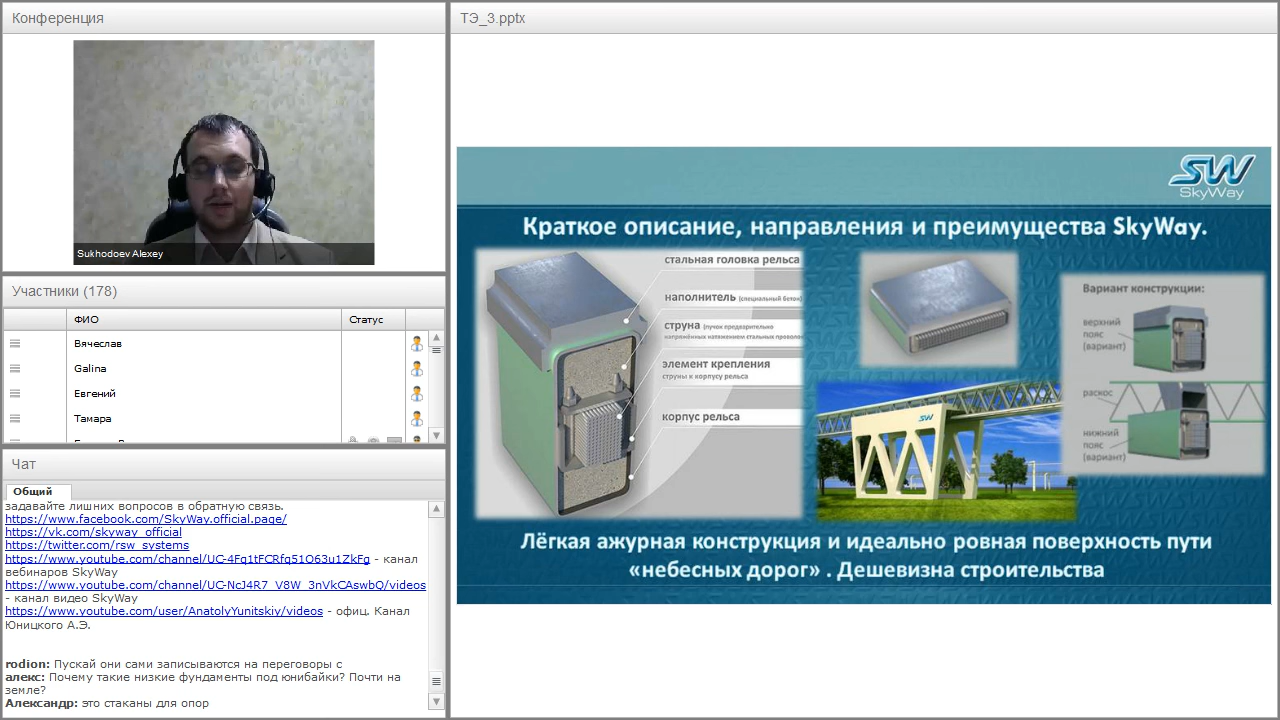 Конференция
Sukhodoev Alexey
Участники (178)
ФИО
Статус
Вячеслав
Galina
Евгений
Тамара
Чат
Общий
задавайте лишних вопросов в обратную связь.
https://www.facebook.com/SkyWay.official.page/
https://vk.com/skyway_official
https://twitter.com/rsw_systems
https://www.youtube.com/channel/UC-4Fq1tFCRfq51O63u1ZkFg - канал
вебинаров SkyWay
https://www.youtube.com/channel/UC-NcJ4R7_V8W_3nVkCAswbQ/videos
- канал видео SkyWay
https://www.youtube.com/user/AnatolyYunitskiy/videos - офиц. Канал
Юницкого А.Э.
rodion: Пускай они сами записываются на переговоры с
алекс: Почему такие низкие фундаменты под юнибайки? Почти на
земле?
Александр: это стаканы для опор
ТЭ_3.pptx
SW
SkyWay
Краткое описание, направления и преимущества SkyWay.
стальная головка рельса
наполнитель (специальный бетон)
струна (пучок предварительно
напряжённых натяжением стальных проволок
элемент крепления
струны к корпусу рельса
корпус рельса
SW
Вариант конструкции:
верхний
пояс
(вариант)
раскос
нижний
пояс
(вариант)
Лёгкая ажурная конструкция и идеально ровная поверхность пути
«небесных дорог» . Дешевизна строительства